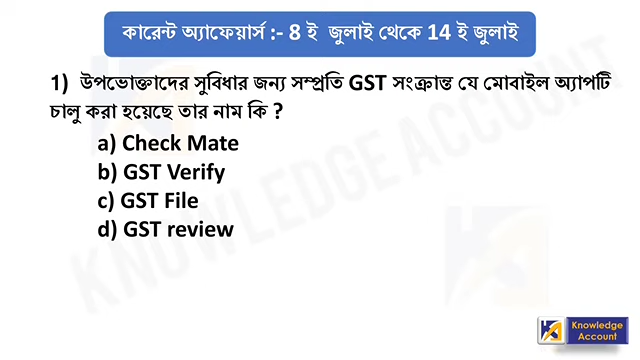 কারেন্ট অ্যাফেয়ার্স :- 8 ই জুলাই থেকে 14 ই জুলাই
1) উপভোক্তাদের সুবিধার জন্য সম্প্রতি GST সংক্রান্ত যে মোবাইল অ্যাপটি
চালু করা হয়েছে তার নাম কি ?
a) Check Mate
b) GST Verify
c) GST File
d) GST review
KNOWLEDGE ACCOUNT
Knowledge
Account